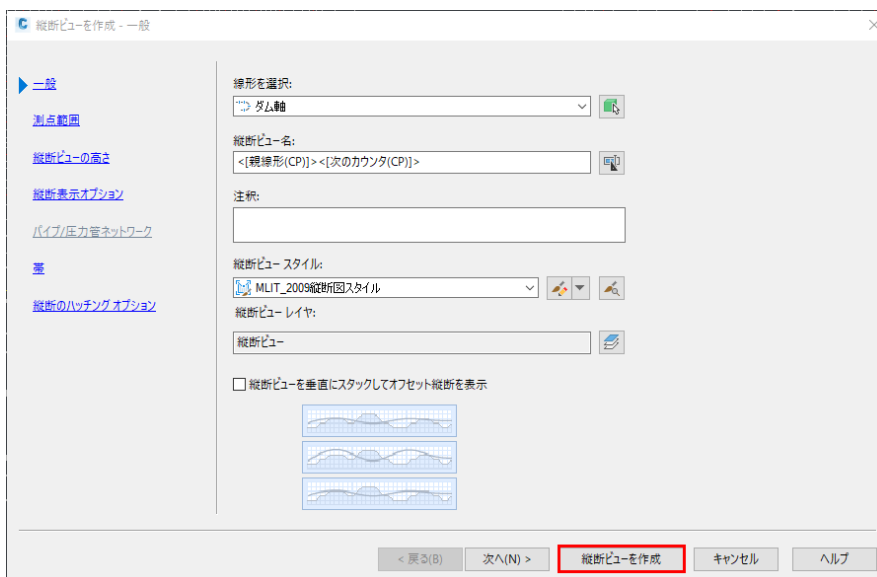 縦断ビューを作成 - 一般
一般
測点範囲
縦断ビューの高さ
縦断表示オプション
パイプ/圧力管ネットワーク
帯
縦断のハッチング オプション
線形を選択:
ダム軸
縦断ビュー名:
<[親線形(CP)]><[次のカウンタ(CP)]>
注釈:
縦断ビュー スタイル:
MLIT_2009縦断図スタイル
縦断ビュー レイヤ:
縦断ビュー
縦断ビューを垂直にスタックしてオフセット縦断を表示
< 戻る(B)
次へ(N) >
縦断ビューを作成
キャンセル
ヘルプ